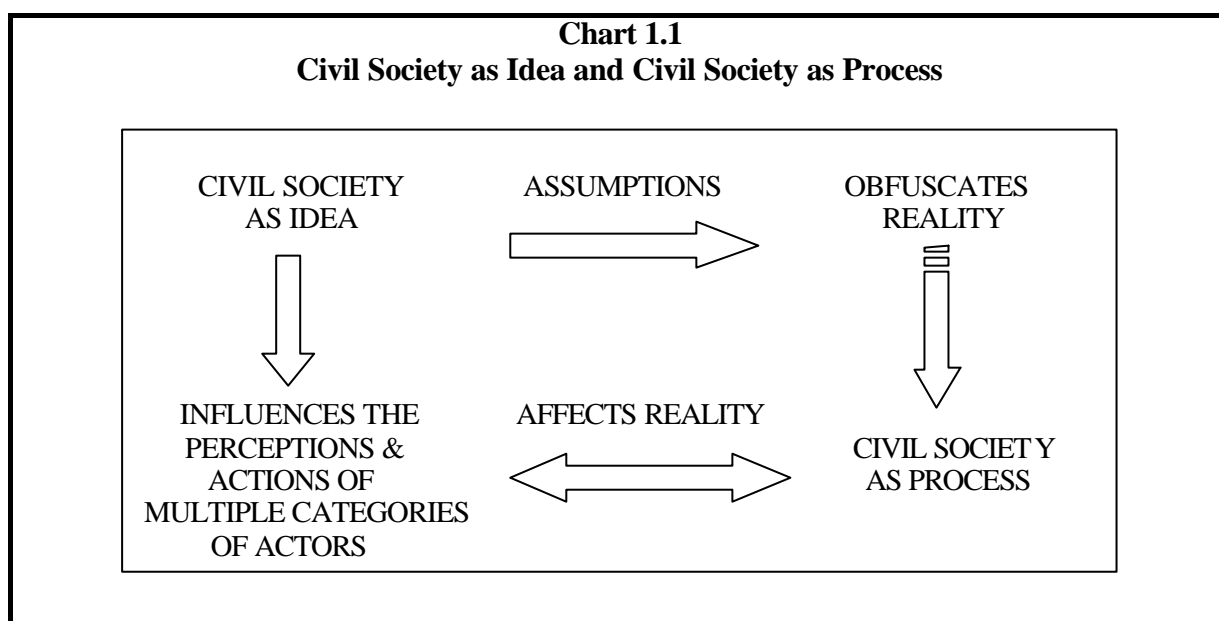 Chart 1.1
Civil Society as Idea and Civil Society as Process
CIVIL SOCIETY
AS IDEA
ASSUMPTIONS
OBFUSCATES
REALITY
INFLUENCES THE
PERCEPTIONS &
ACTIONS OF
MULTIPLE CATEGORIES
OF ACTORS
AFFECTS REALITY
CIVIL SOCIETY
AS PROCESS